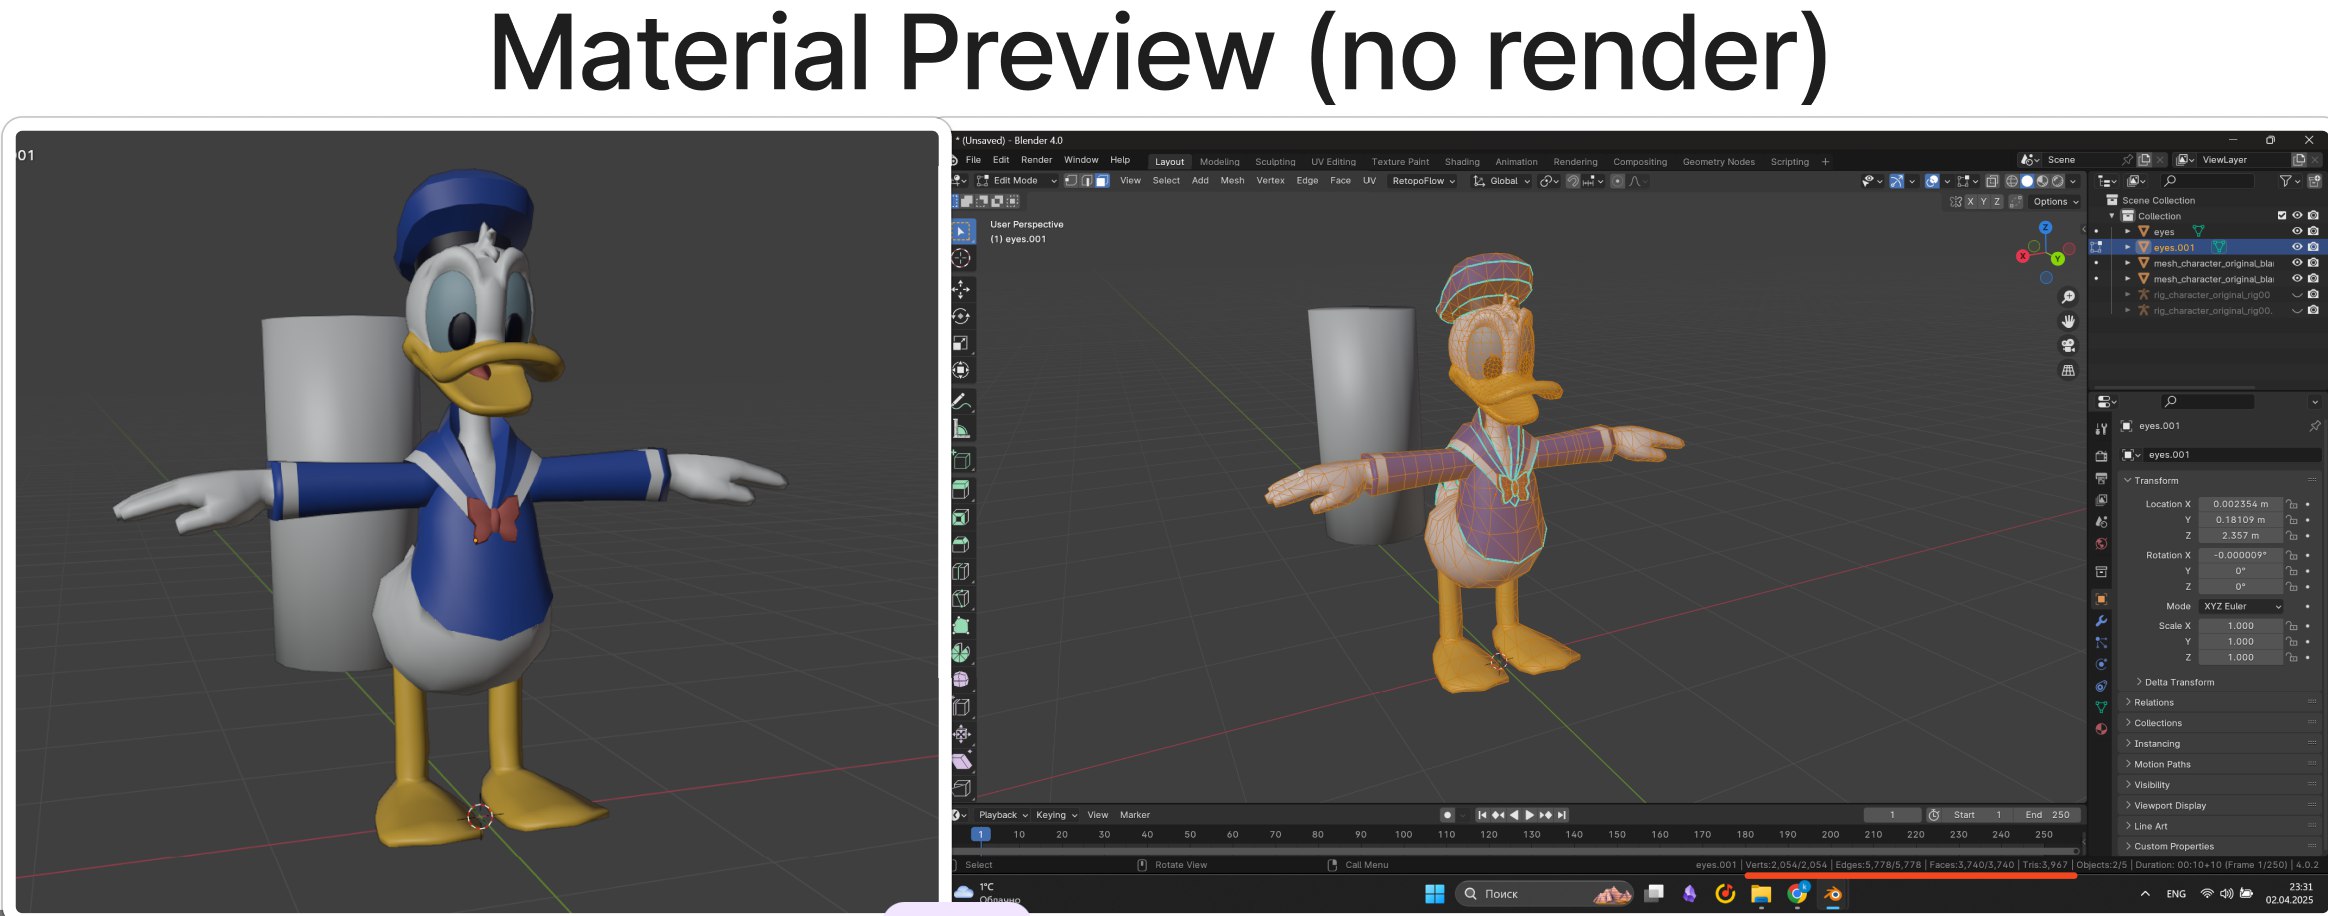 Material Preview (no render)
01
* (Unsaved) - Blender 4.0
File Edit Render Window Help Layout Modeling Sculpting UV Editing Texture Paint Shading Animation Rendering Compositing Geometry Nodes Scripting + Scene ViewLayer
Edit Mode View Select Add Mesh Vertex Edge Face UV RetopoFlow Global
X Y Z Options
User Perspective
(1) eyes.001
Z
X
Y
Scene Collection
Collection
eyes
eyes.001
mesh_character_original_bla
mesh_character_original_bla
rig_character_original_rig00
rig_character_original_rig00.
eyes.001
eyes.001
Transform
Location X 0.002354 m
Y 0.18109 m
Z 2.357 m
Rotation X -0.000009°
Y 0°
Z 0°
Mode XYZ Euler
Scale X 1.000
Y 1.000
Z 1.000
Delta Transform
Relations
Collections
Instancing
Motion Paths
Visibility
Viewport Display
Line Art
Custom Properties
Playback Keying View Marker 1 Start 1 End 250
1 10 20 30 40 50 60 70 80 90 100 110 120 130 140 150 160 170 180 190 200 210 220 230 240 250
Select Rotate View Call Menu eyes.001 | Verts:2,054/2,054 | Edges:5,778/5,778 | Faces:3,740/3,740 | Tris:3,967 | Objects:2/5 | Duration: 00:10+10 (Frame 1/250) | 4.0.2
1°C
Облачно
Поиск
ENG
23:31
02.04.2025